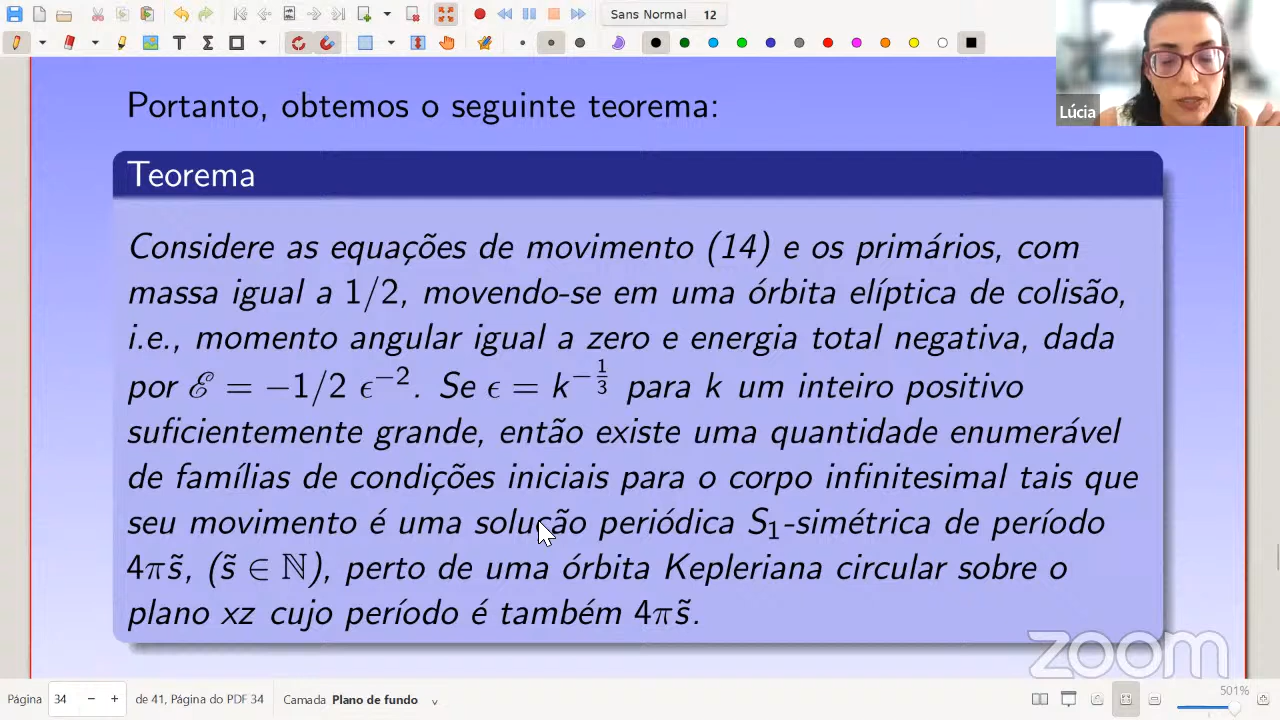 Sans Normal 12
Portanto, obtemos o seguinte teorema:
Lúcia
Teorema
Considere as equações de movimento (14) e os primários, com
massa igual a 1/2, movendo-se em uma órbita elíptica de colisão,
i.e., momento angular igual a zero e energia total negativa, dada
por ℰ = −1/2 ϵ⁻². Se ϵ = k^{−1/3} para k um inteiro positivo
suficientemente grande, então existe uma quantidade enumerável
de famílias de condições iniciais para o corpo infinitesimal tais que
seu movimento é uma solução periódica S₁-simétrica de período
4πs̃, (s̃ ∈ ℕ), perto de uma órbita Kepleriana circular sobre o
plano xz cujo período é também 4πs̃.
zoom
Página 34 − + de 41, Página do PDF 34 Camada Plano de fundo
501%